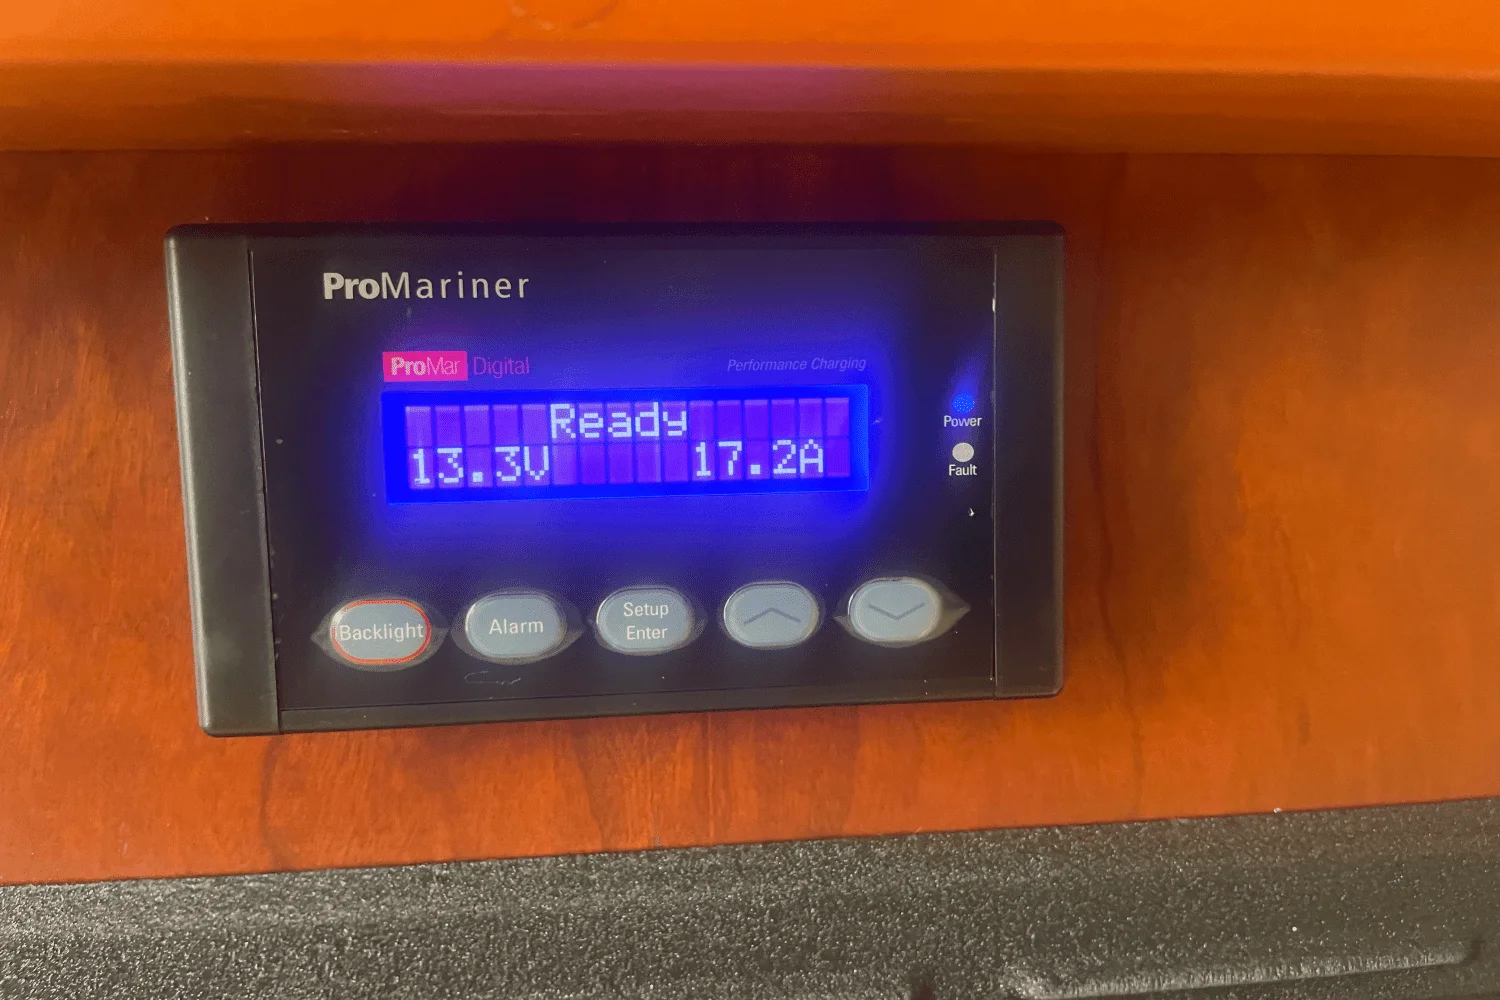 ProMariner
ProMar Digital
Performance Charging
Ready
13.3V 17.2A
Power
Fault
Backlight
Alarm
Setup
Enter